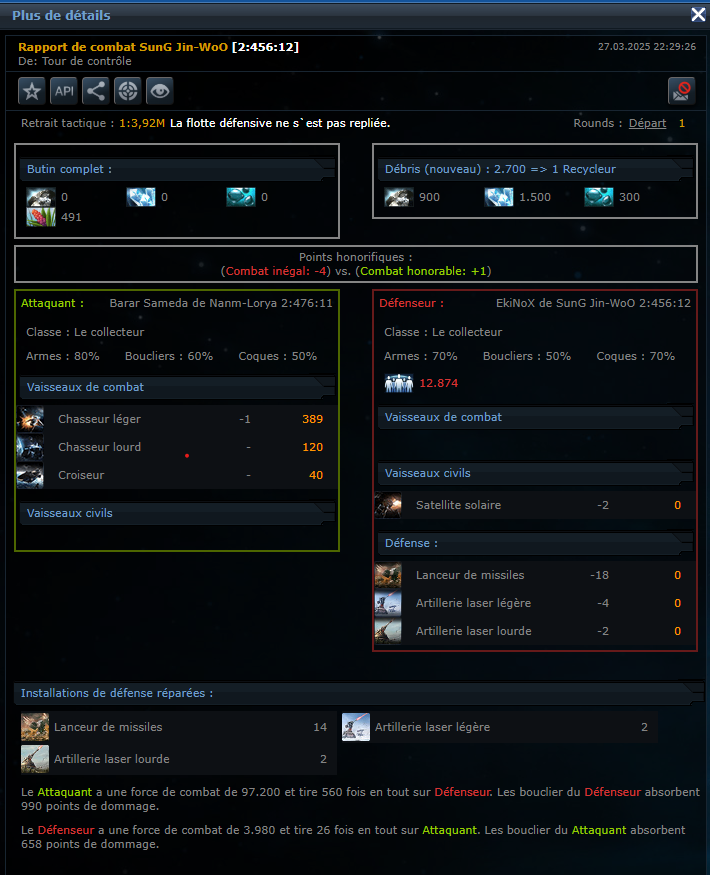 Plus de détails
Rapport de combat SunG Jin-WoO [2:456:12]
27.03.2025 22:29:26
De: Tour de contrôle
API
Retrait tactique : 1:3,92M La flotte défensive ne s`est pas repliée.
Rounds : Départ 1
Butin complet :
0 0 0
491
Débris (nouveau) : 2.700 => 1 Recycleur
900 1.500 300
Points honorifiques :
(Combat inégal: -4) vs. (Combat honorable: +1)
Attaquant : Barar Sameda de Nanm-Lorya 2:476:11
Classe : Le collecteur
Armes : 80% Boucliers : 60% Coques : 50%
Vaisseaux de combat
Chasseur léger -1 389
Chasseur lourd - 120
Croiseur - 40
Vaisseaux civils
Défenseur : EkiNoX de SunG Jin-WoO 2:456:12
Classe : Le collecteur
Armes : 70% Boucliers : 50% Coques : 70%
12.874
Vaisseaux de combat
Vaisseaux civils
Satellite solaire -2 0
Défense :
Lanceur de missiles -18 0
Artillerie laser légère -4 0
Artillerie laser lourde -2 0
Installations de défense réparées :
Lanceur de missiles 14 Artillerie laser légère 2
Artillerie laser lourde 2
Le Attaquant a une force de combat de 97.200 et tire 560 fois en tout sur Défenseur. Les bouclier du Défenseur absorbent
990 points de dommage.
Le Défenseur a une force de combat de 3.980 et tire 26 fois en tout sur Attaquant. Les bouclier du Attaquant absorbent
658 points de dommage.